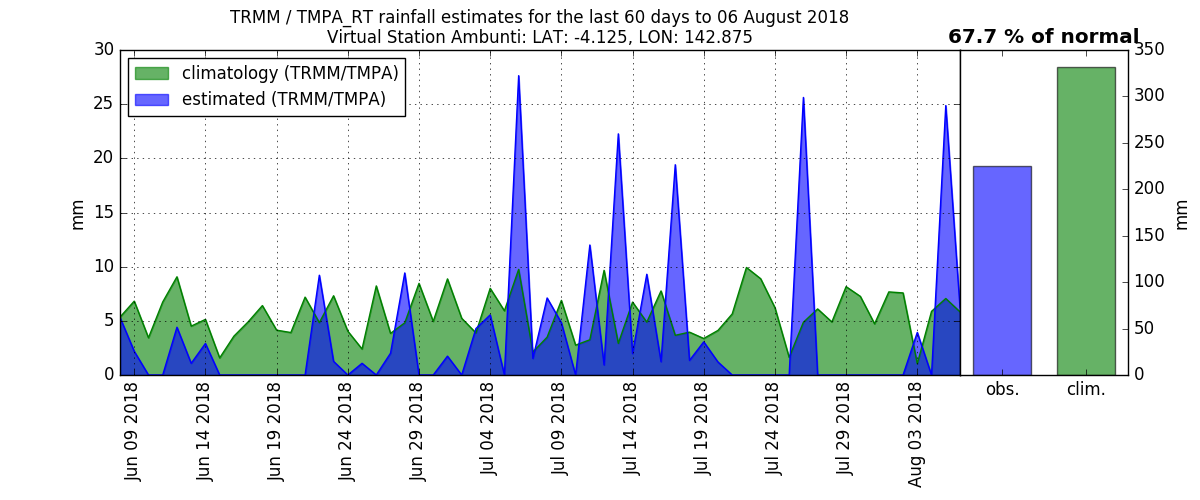 TRMM / TMPA_RT rainfall estimates for the last 60 days to 06 August 2018
Virtual Station Ambunti: LAT: -4.125, LON: 142.875
67.7 % of normal
climatology (TRMM/TMPA)
estimated (TRMM/TMPA)
30
25
20
15
10
5
0
mm
350
300
250
200
150
100
50
0
mm
Jun 09 2018
Jun 14 2018
Jun 19 2018
Jun 24 2018
Jun 29 2018
Jul 04 2018
Jul 09 2018
Jul 14 2018
Jul 19 2018
Jul 24 2018
Jul 29 2018
Aug 03 2018
obs.
clim.